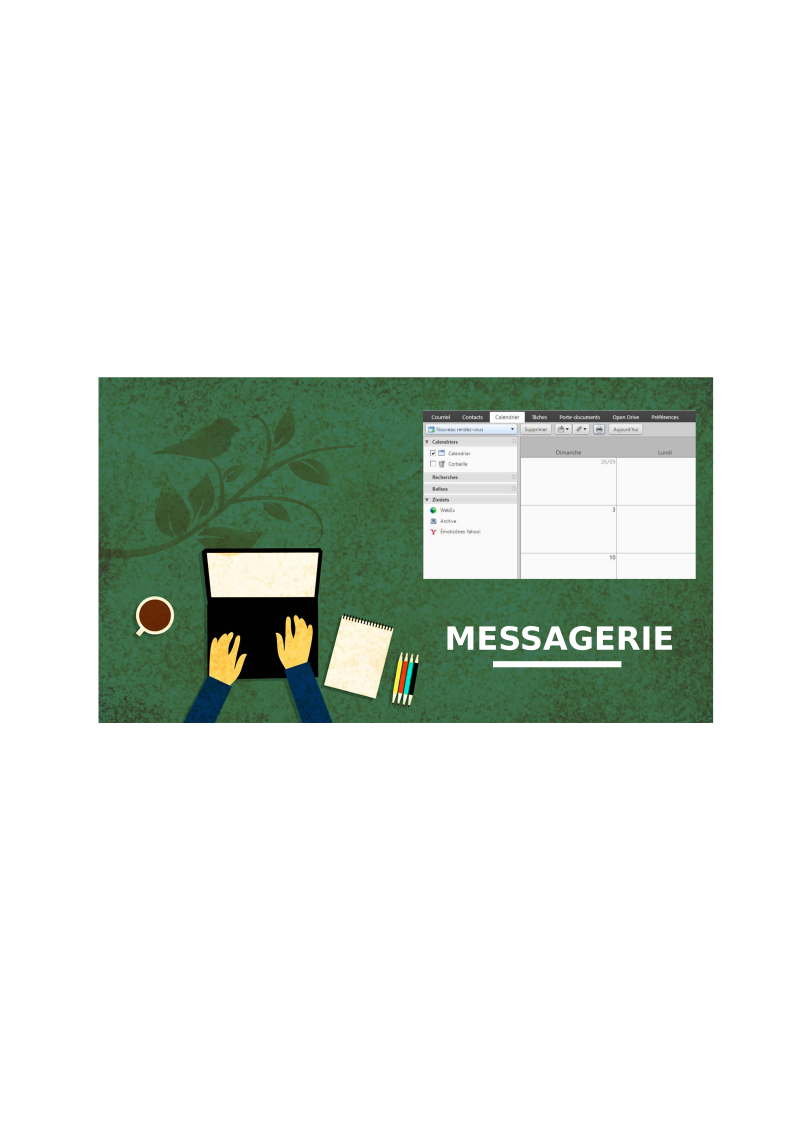 Courriel Contacts Calendrier Tâches Porte-documents Open Drive Préférences
Nouveau rendez-vous Supprimer Aujourd'hui
Calendriers
Dimanche Lundi
Calendrier
26/09
Corbeille
Recherches
Balises
Zimlets
WebEx
3
Archive
Émoticônes Yahoo!
10
MESSAGERIE